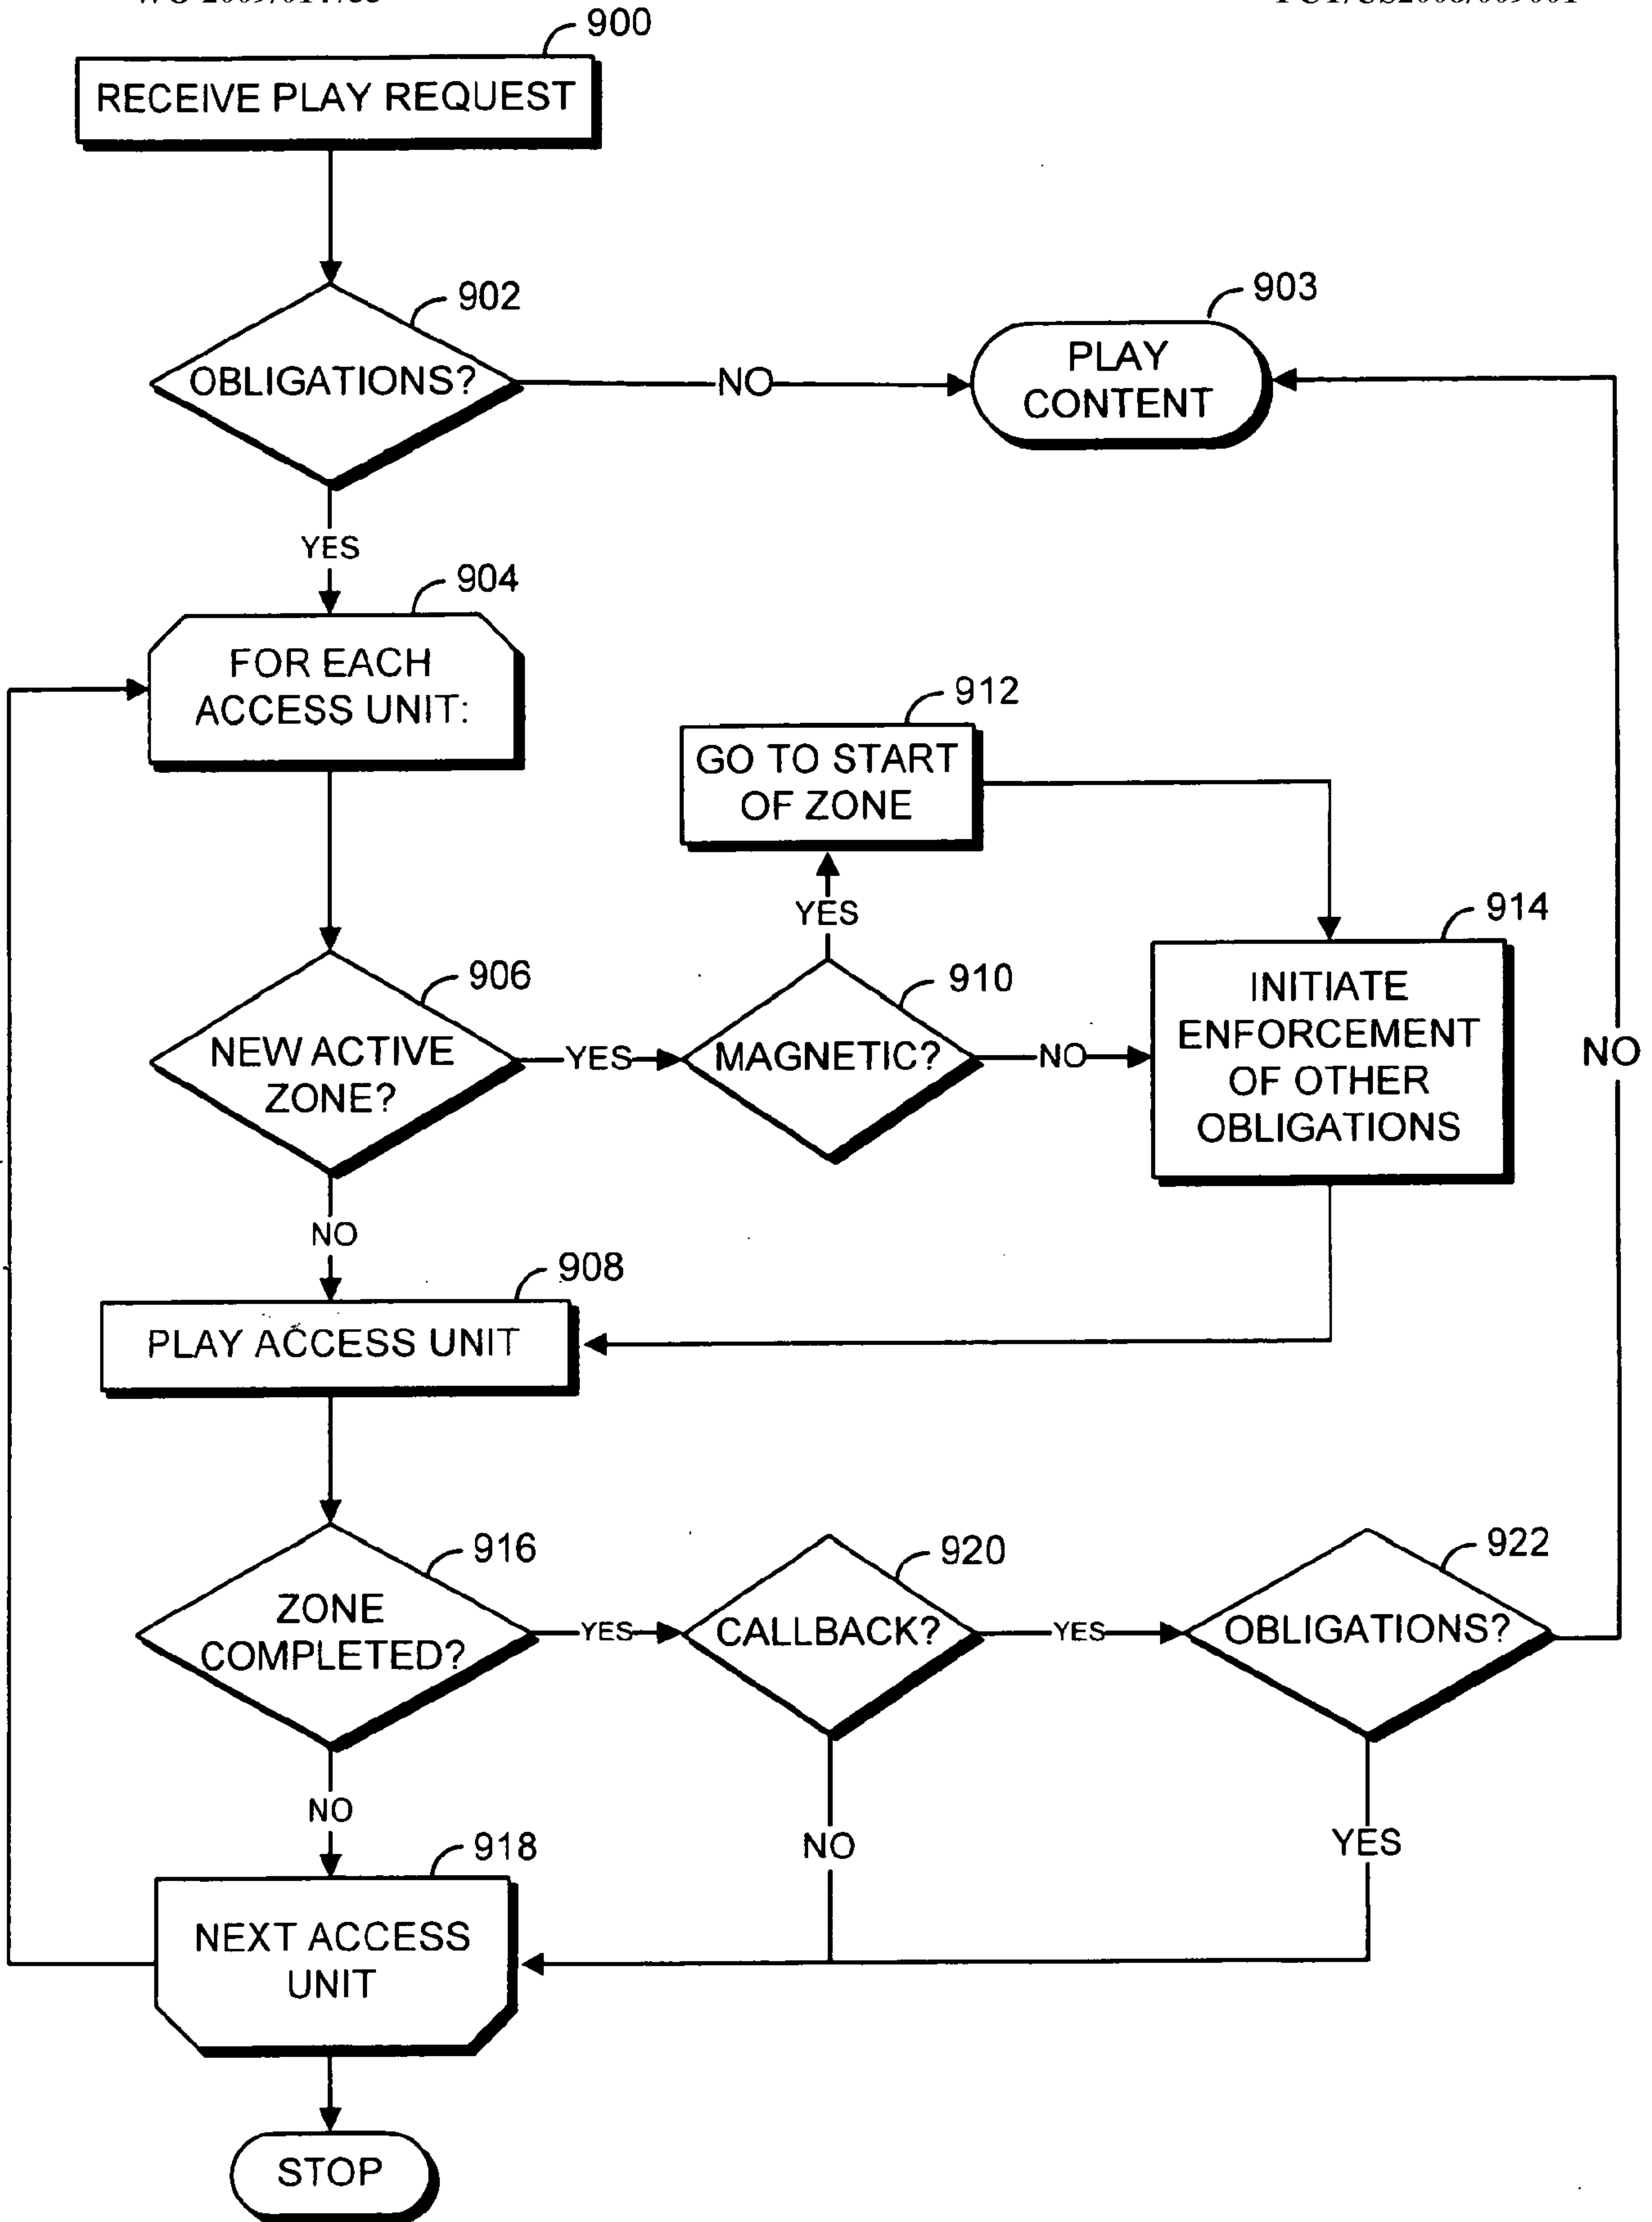 900
RECEIVE PLAY REQUEST
902
OBLIGATIONS?
NO
903
PLAY
CONTENT
YES
904
FOR EACH
ACCESS UNIT:
912
GO TO START
OF ZONE
YES
914
INITIATE
ENFORCEMENT
OF OTHER
OBLIGATIONS
906
NEW ACTIVE
ZONE?
YES
910
MAGNETIC?
NO
NO
NO
908
PLAY ACCESS UNIT
916
ZONE
COMPLETED?
YES
920
CALLBACK?
YES
922
OBLIGATIONS?
NO
NO
YES
918
NEXT ACCESS
UNIT
STOP